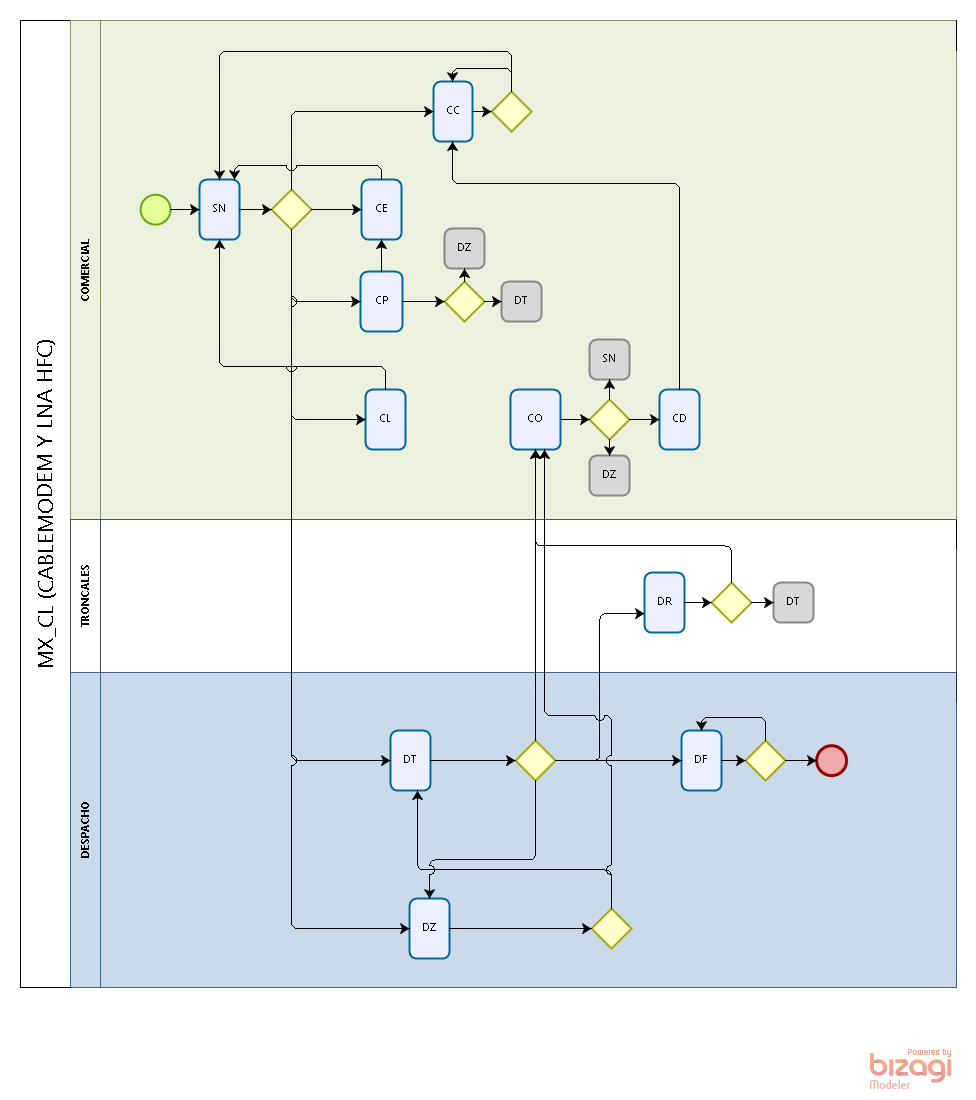 MX_CL (CABLEMODEM Y LNA HFC)
COMERCIAL
CC
SN
CE
DZ
CP
DT
SN
CL
CO
CD
DZ
TRONCALES
DR
DT
DESPACHO
DT
DF
DZ
Powered by
bizagi
Modeler